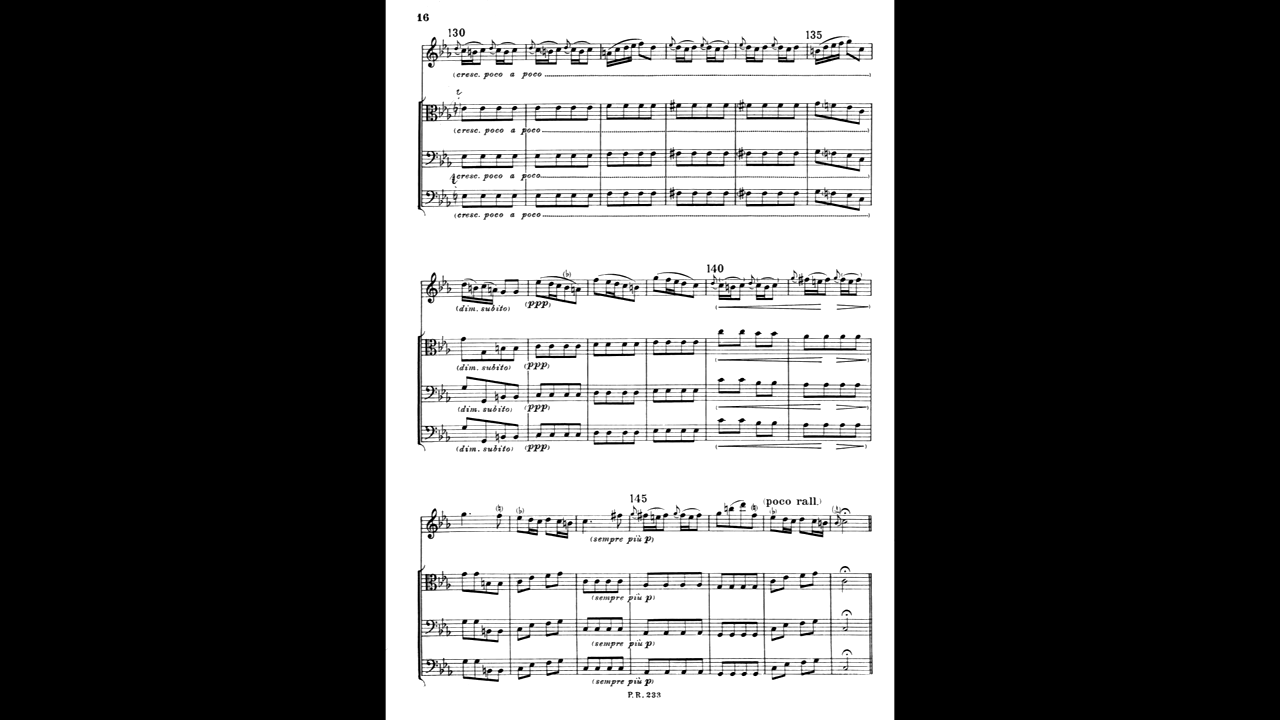 16
130
135
(cresc. poco a poco
t
(cresc. poco a poco
(cresc. poco a poco
(cresc. poco a poco
140
(b)
(dim. subito) (ppp)
(dim. subito) (ppp)
(dim. subito) (ppp)
(dim. subito) (ppp)
145
(poco rall.)
(sempre più p)
(sempre più p)
(sempre più p)
(sempre più p)
P. R. 233